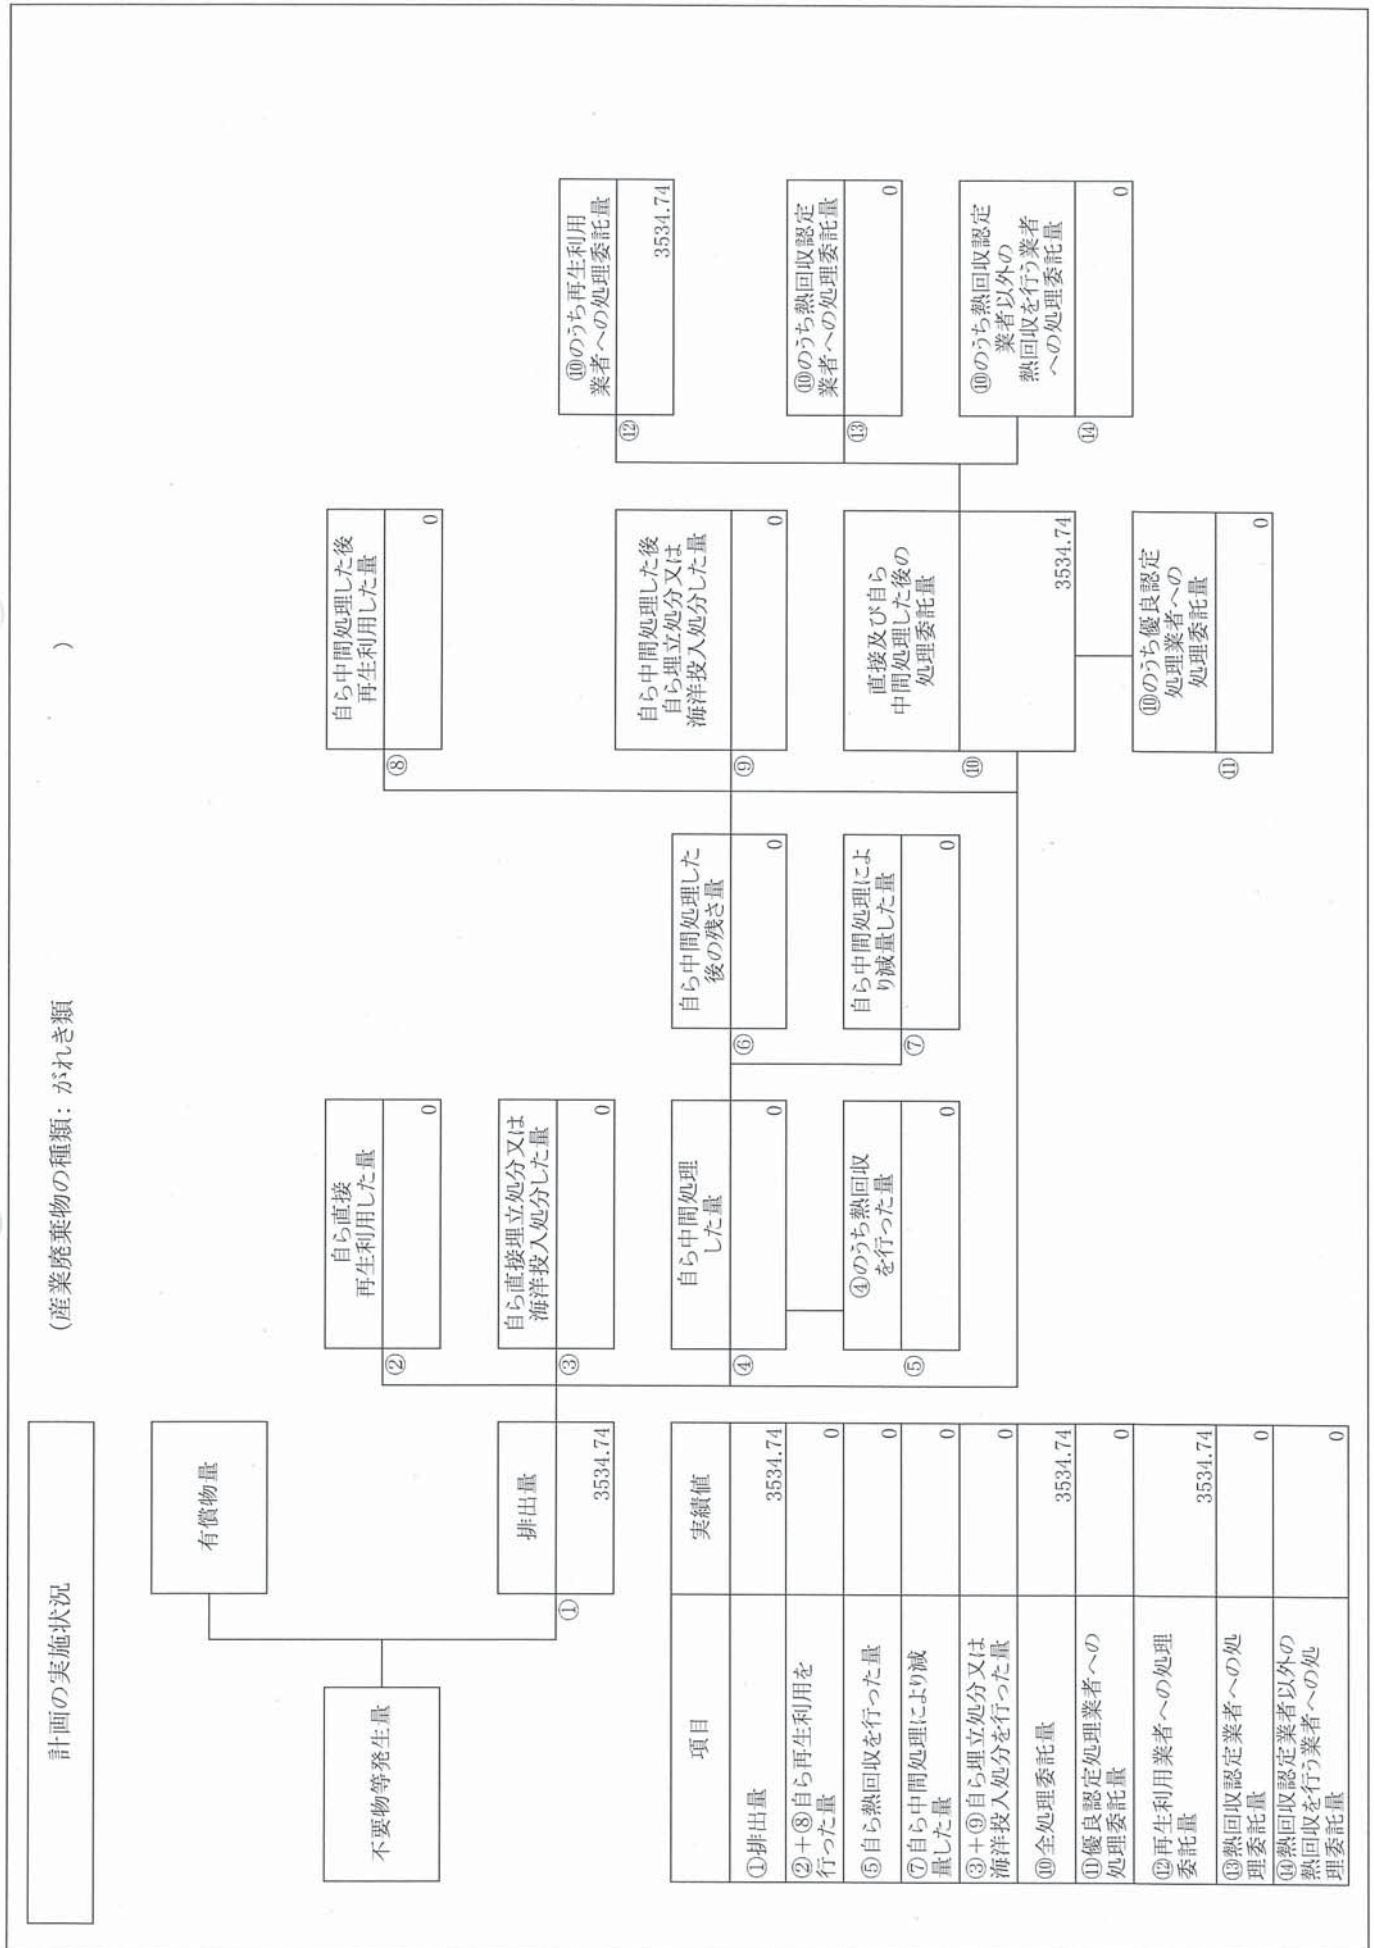 計画の実施状況
(産業廃棄物の種類：がれき類
)
不要物等発生量
有償物量
①
排出量
3534.74
②
自ら直接
再生利用した量
0
③
自ら直接埋立処分又は
海洋投入処分した量
0
④
自ら中間処理
した量
0
⑤
④のうち熱回収
を行った量
0
⑥
自ら中間処理した
後の残さ量
0
⑦
自ら中間処理によ
り減量した量
0
⑧
自ら中間処理した後
再生利用した量
0
⑨
自ら中間処理した後
自ら埋立処分又は
海洋投入処分した量
0
⑩
直接及び自ら
中間処理した後の
処理委託量
3534.74
⑪
⑩のうち優良認定
処理業者への
処理委託量
0
⑫
⑩のうち再生利用
業者への処理委託量
3534.74
⑬
⑩のうち熱回収認定
業者への処理委託量
0
⑭
⑩のうち熱回収認定
業者以外の
熱回収を行う業者
への処理委託量
0
項目 実績値
①排出量 3534.74
②＋⑧自ら再生利用を
行った量 0
⑤自ら熱回収を行った量 0
⑦自ら中間処理により減
量した量 0
③＋⑨自ら埋立処分又は
海洋投入処分を行った量 0
⑩全処理委託量 3534.74
⑪優良認定処理業者への
処理委託量 0
⑫再生利用業者への処理
委託量 3534.74
⑬熱回収認定業者への処
理委託量 0
⑭熱回収認定業者以外の
熱回収を行う業者への処
理委託量 0